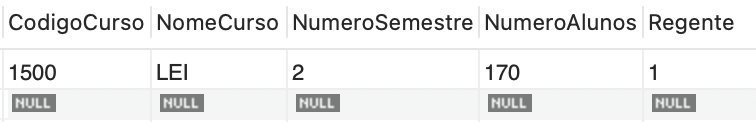 CodigoCurso NomeCurso NumeroSemestre NumeroAlunos Regente
1500 LEI 2 170 1
NULL NULL NULL NULL NULL